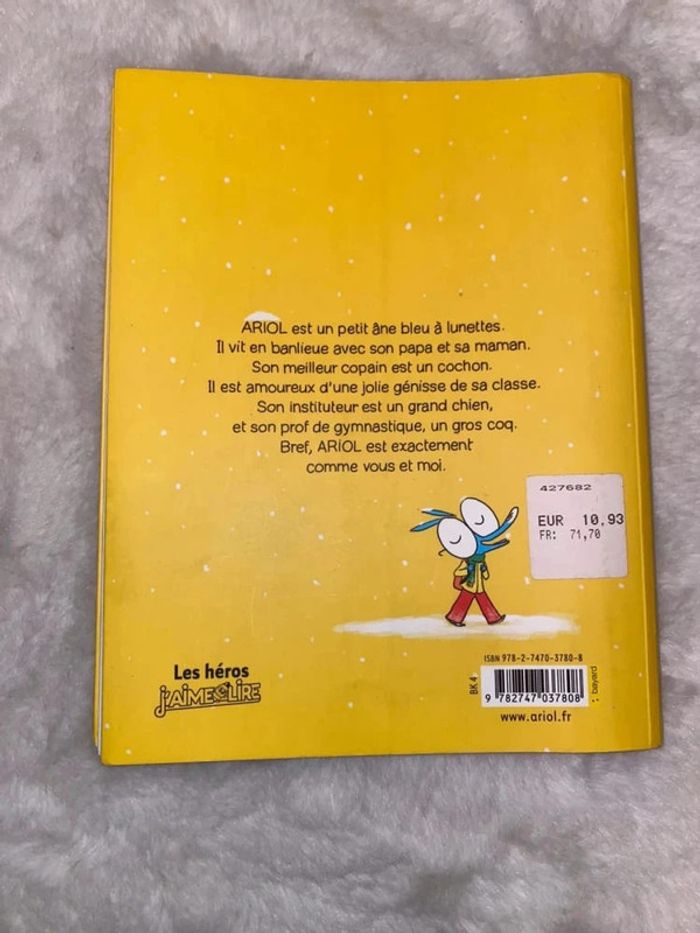 ARIOL est un petit âne bleu à lunettes.
Il vit en banlieue avec son papa et sa maman.
Son meilleur copain est un cochon.
Il est amoureux d'une jolie génisse de sa classe.
Son instituteur est un grand chien,
et son prof de gymnastique, un gros coq.
Bref, ARIOL est exactement
comme vous et moi.
427682
EUR 10,93
FR: 71,70
Les héros
J'AIME LIRE
ISBN 978-2-7470-3780-8
BK 4
9 782747 037808
bayard
www.ariol.fr